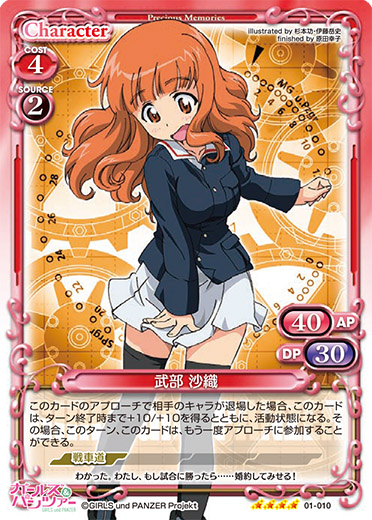 Precious Memories
Character
illustrated by 杉本功・伊藤岳史
finished by 原田幸子
COST
4
SOURCE
2
40 AP
DP 30
武部 沙織
このカードのアプローチで相手のキャラが退場した場合、このカード
は、ターン終了時まで+10/+10を得るとともに、活動状態になる。そ
の場合、このターン、このカードは、もう一度アプローチに参加すること
ができる。
戦車道
わかった、わたし、もし試合に勝ったら……婚約してみせる!
ガールズ&パンツァー
GIRLS und PANZER
©GIRLS und PANZER Projekt
01-010